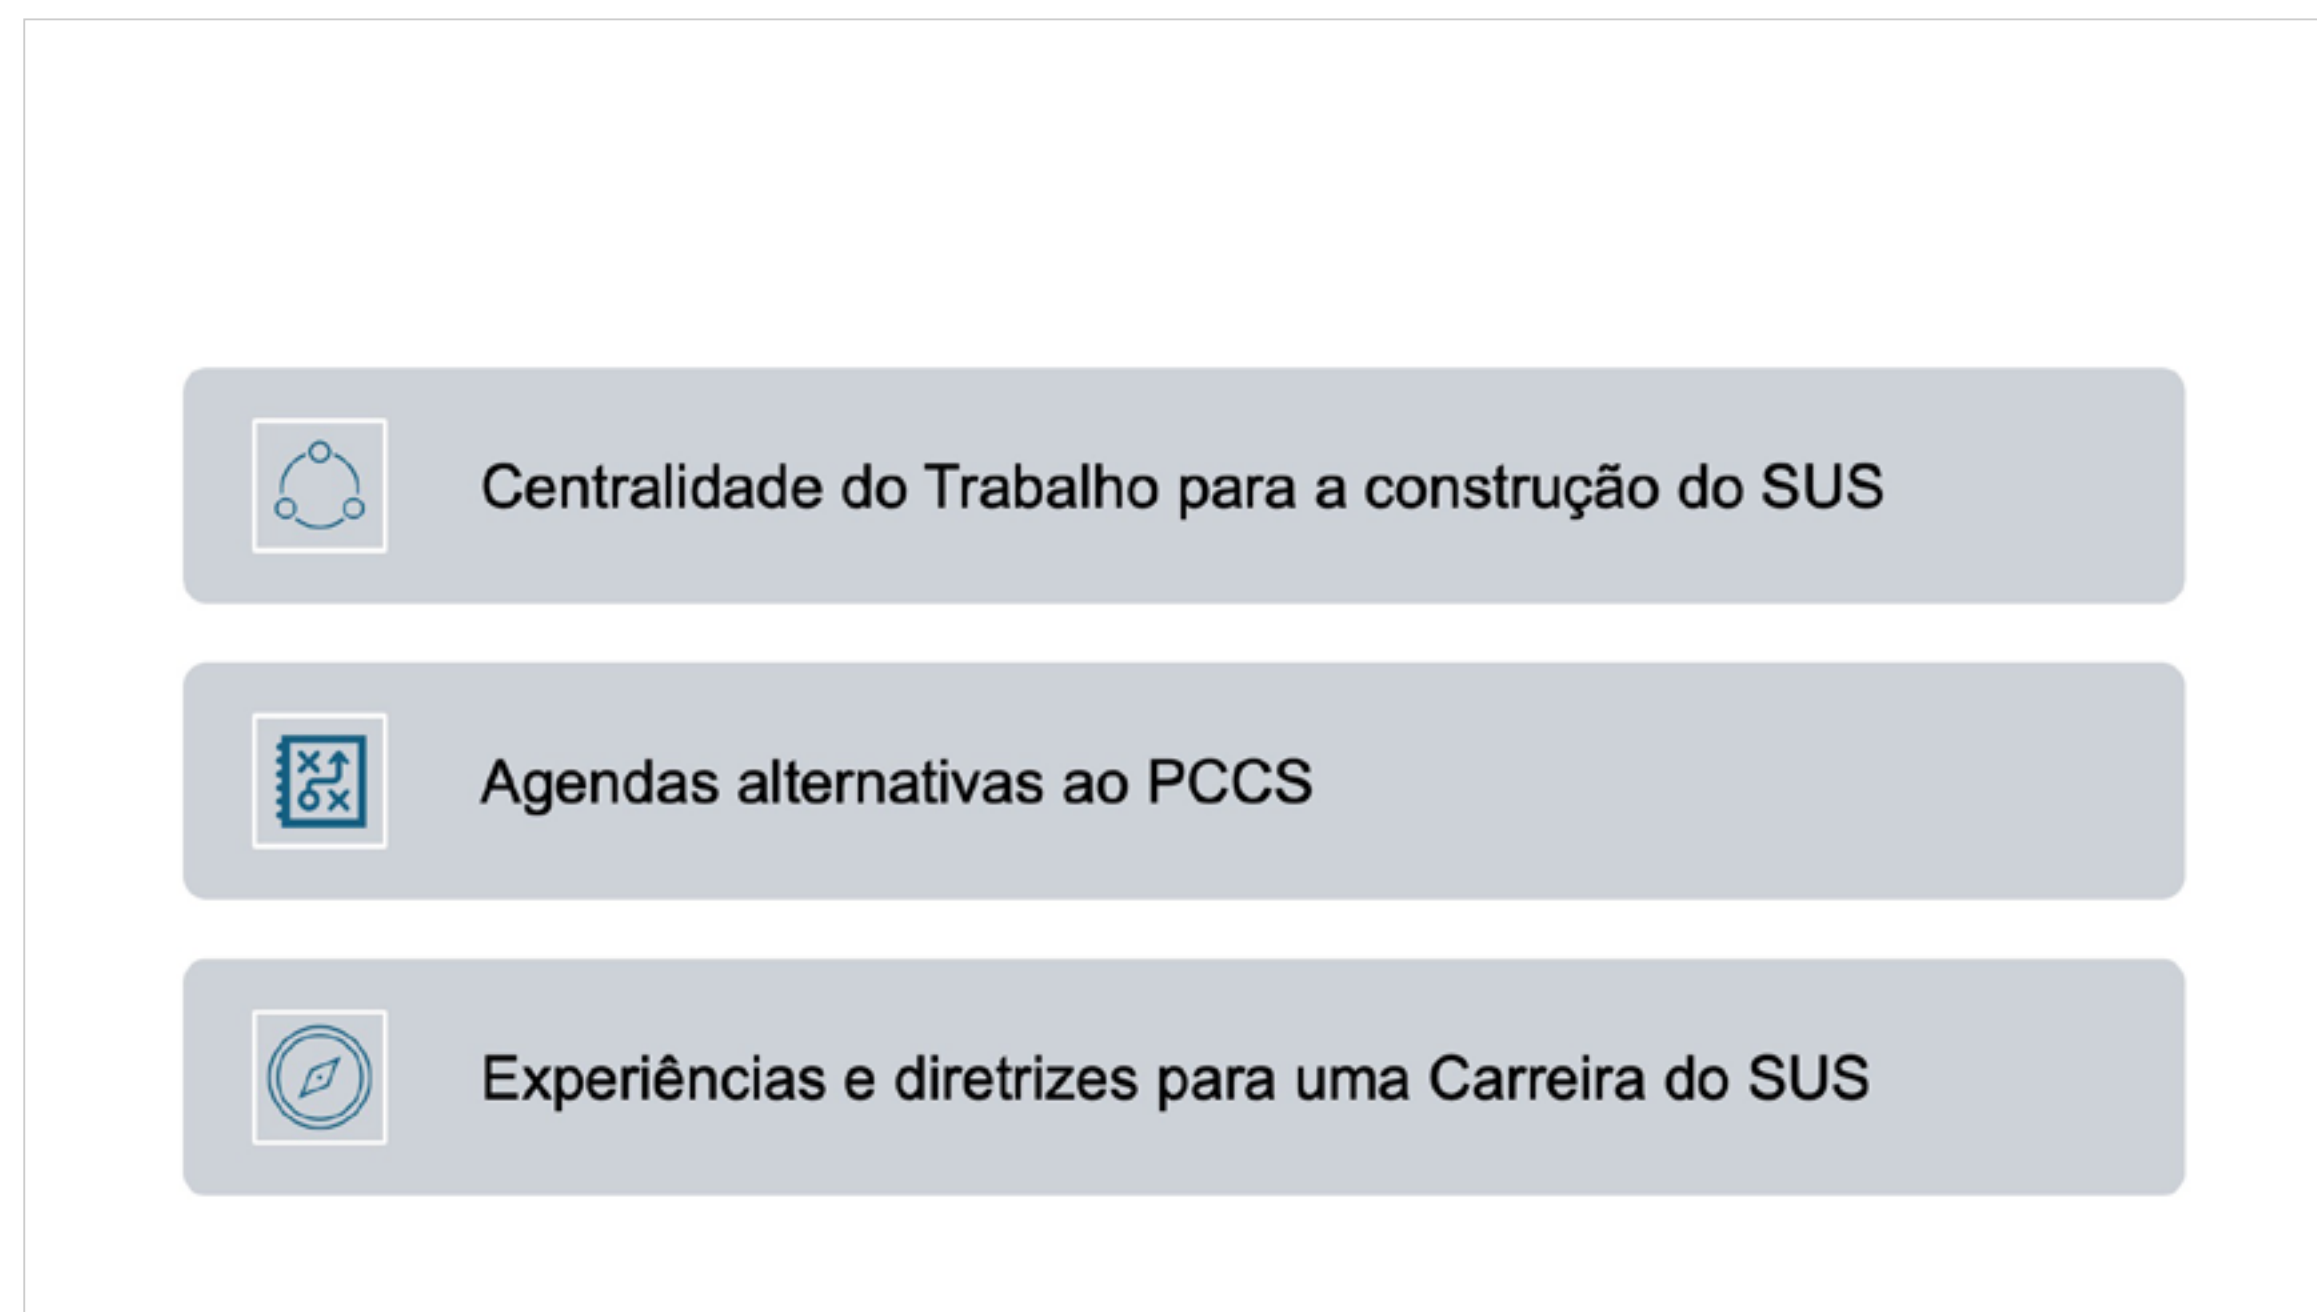 Centralidade do Trabalho para a construção do SUS
Agendas alternativas ao PCCS
Experiências e diretrizes para uma Carreira do SUS